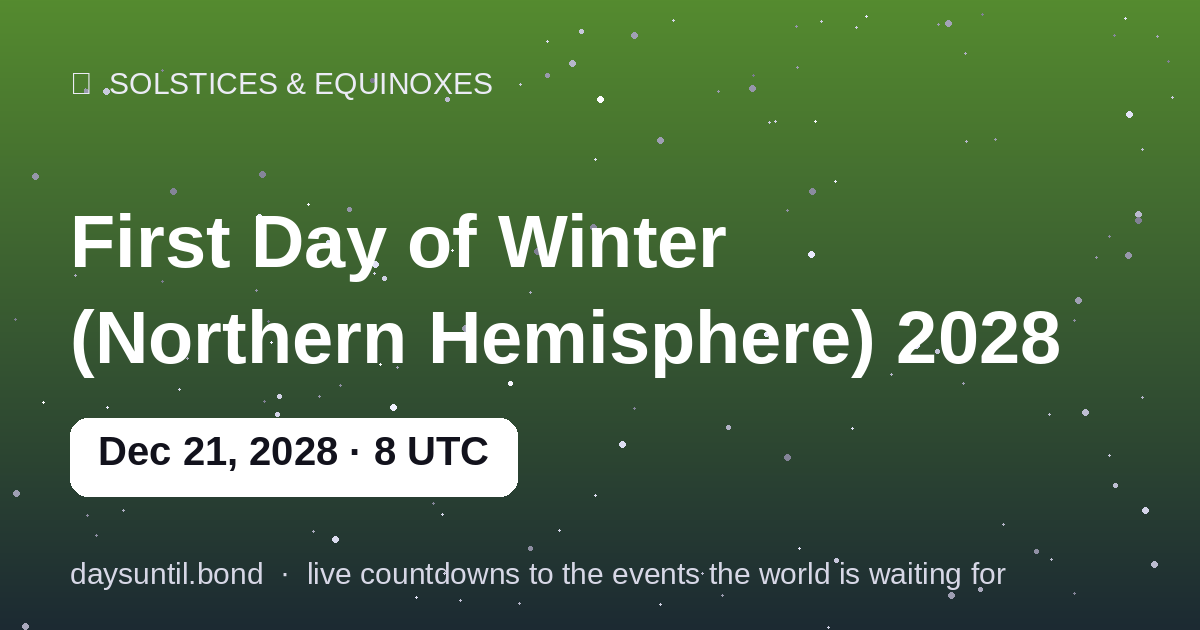 SOLSTICES & EQUINOXES
First Day of Winter
(Northern Hemisphere) 2028
Dec 21, 2028 · 8 UTC
daysuntil.bond · live countdowns to the events the world is waiting for